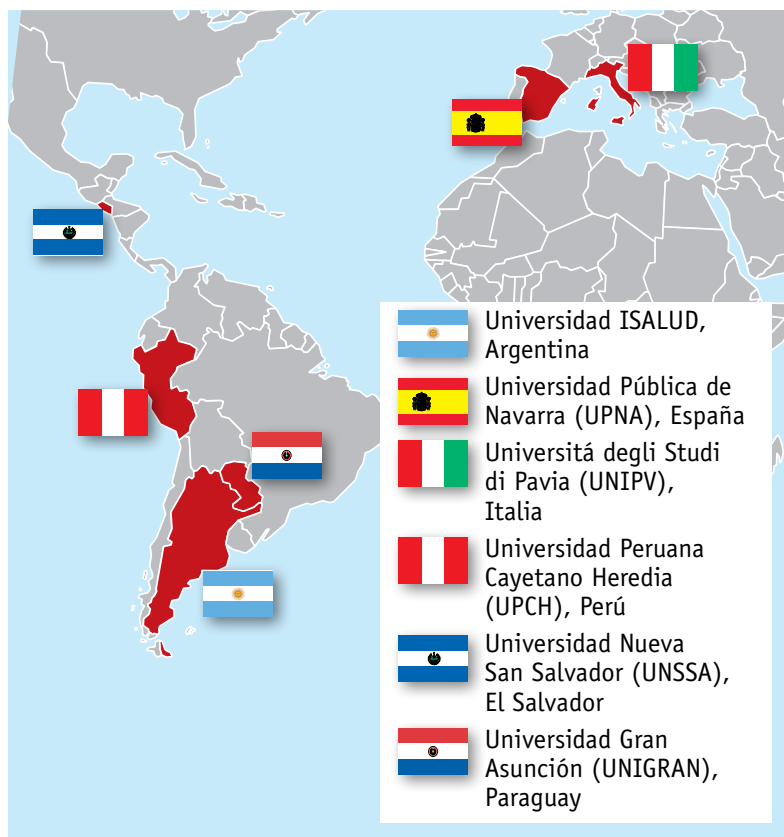 Universidad ISALUD,
Argentina
Universidad Pública de
Navarra (UPNA), España
Universitá degli Studi
di Pavia (UNIPV),
Italia
Universidad Peruana
Cayetano Heredia
(UPCH), Perú
Universidad Nueva
San Salvador (UNSSA),
El Salvador
Universidad Gran
Asunción (UNIGRAN),
Paraguay